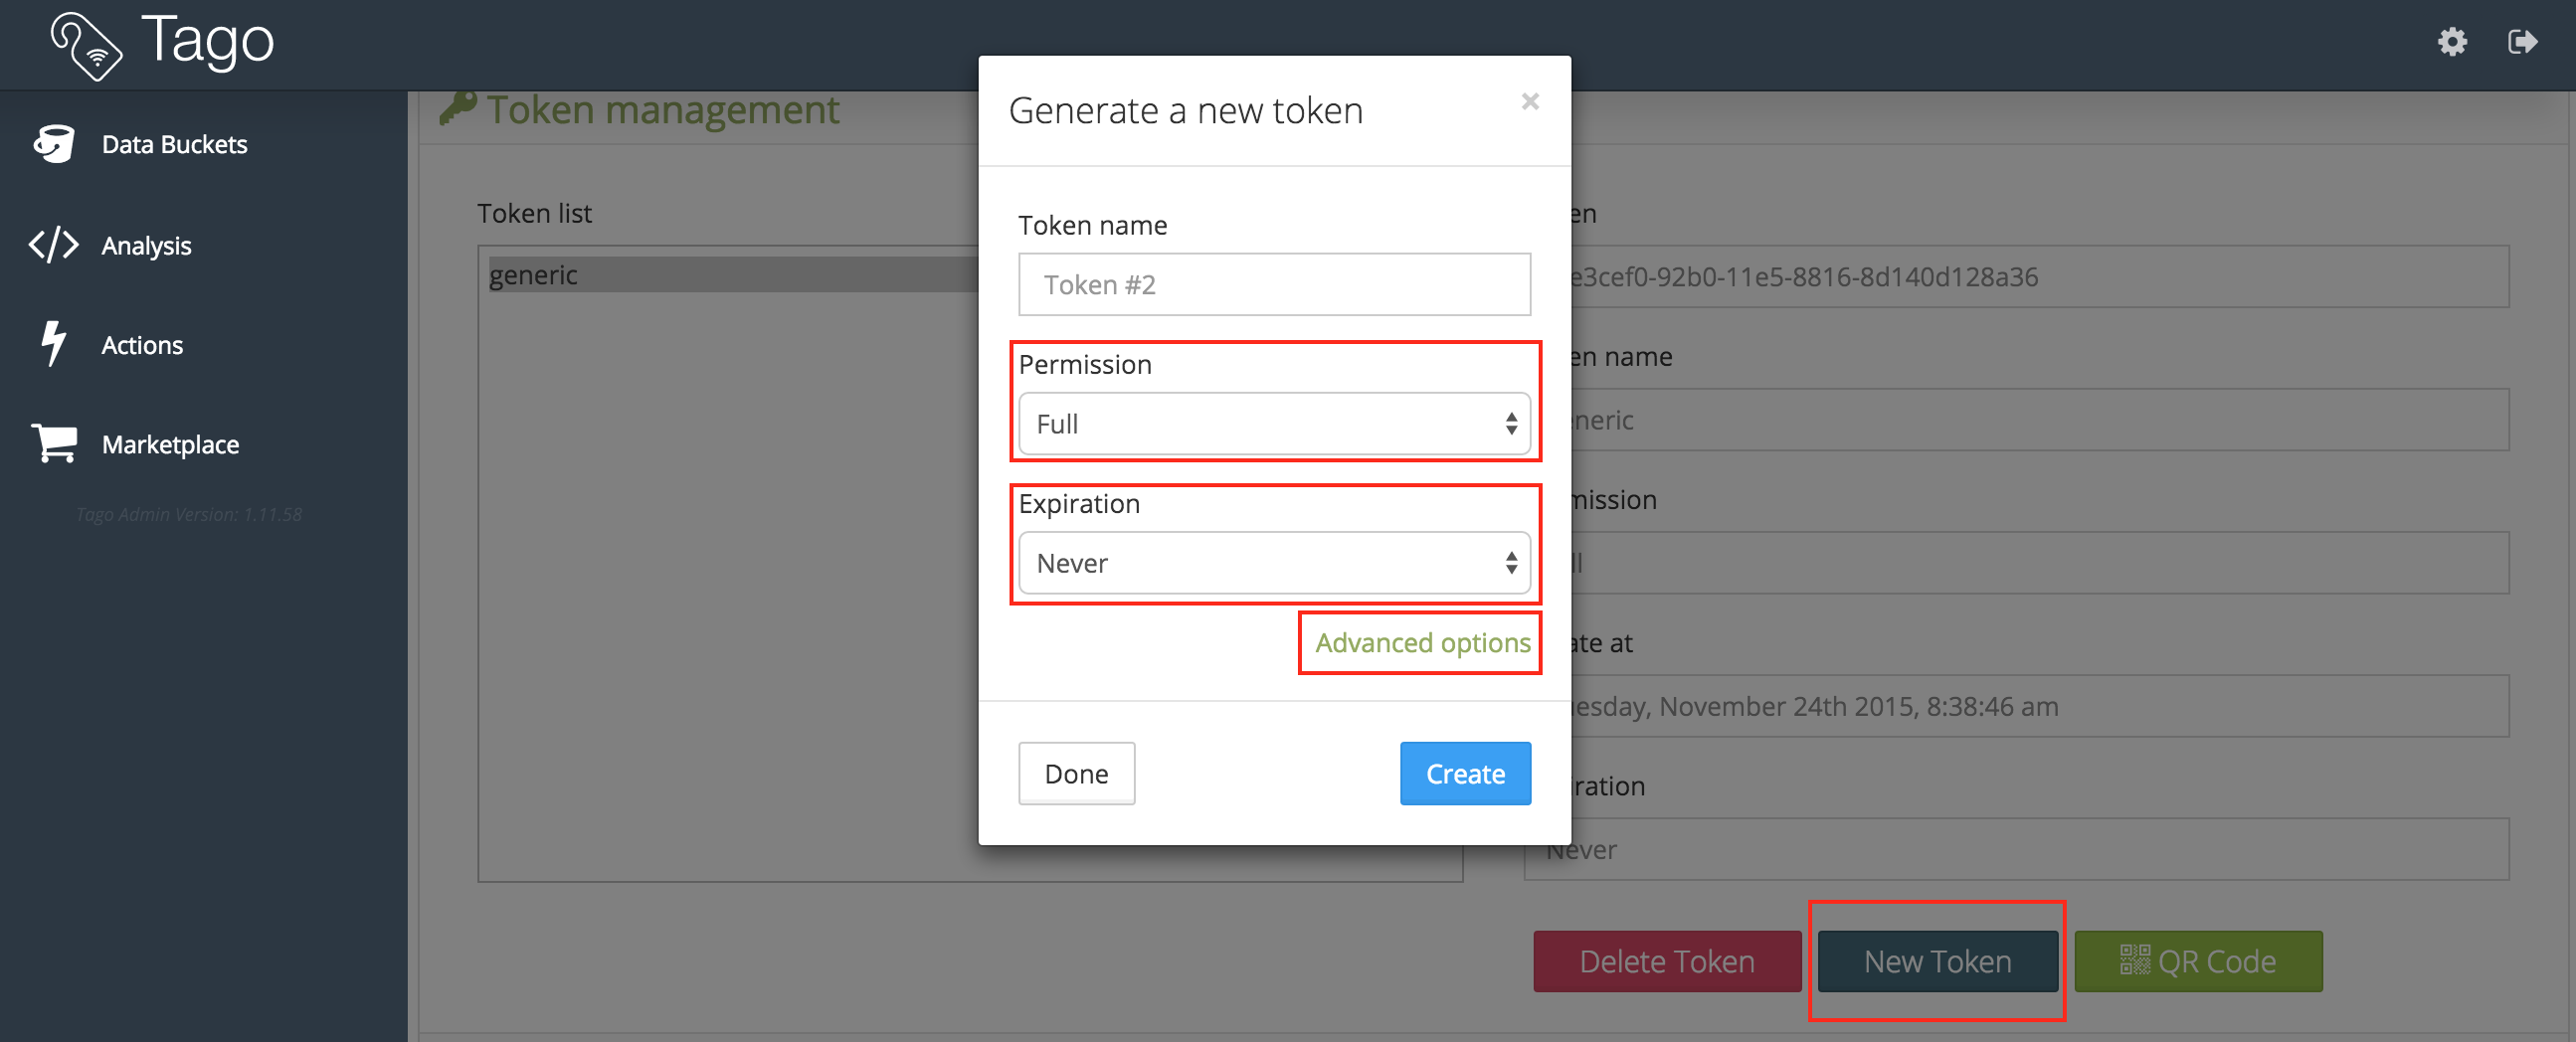 Tago
Data Buckets
Analysis
Actions
Marketplace
Tago Admin Version: 1.11.58
Token management
Token list
generic
Generate a new token
×
Token name
Token #2
Permission
Full
Expiration
Never
Advanced options
Done
Create
en
e3cef0-92b0-11e5-8816-8d140d128a36
en name
neric
mission
ll
ate at
esday, November 24th 2015, 8:38:46 am
ration
Never
Delete Token
New Token
QR Code